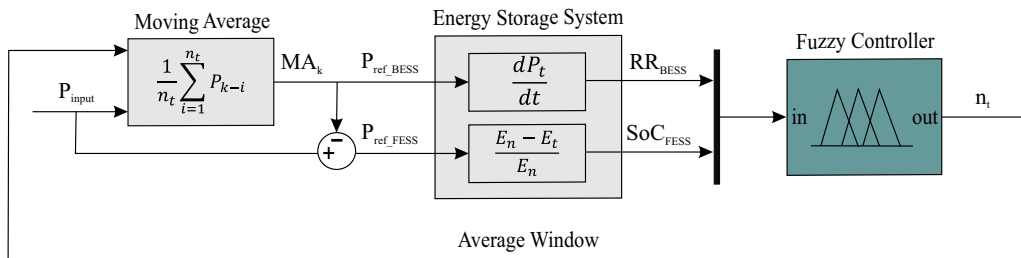 Moving Average
Energy Storage System
Fuzzy Controller
P_input
1/n_t ∑_{i=1}^{n_t} P_{k−i}
MA_k
P_ref_BESS
dP_t/dt
RR_BESS
in
out
n_t
−
+
P_ref_FESS
E_n − E_t/E_n
SoC_FESS
Average Window